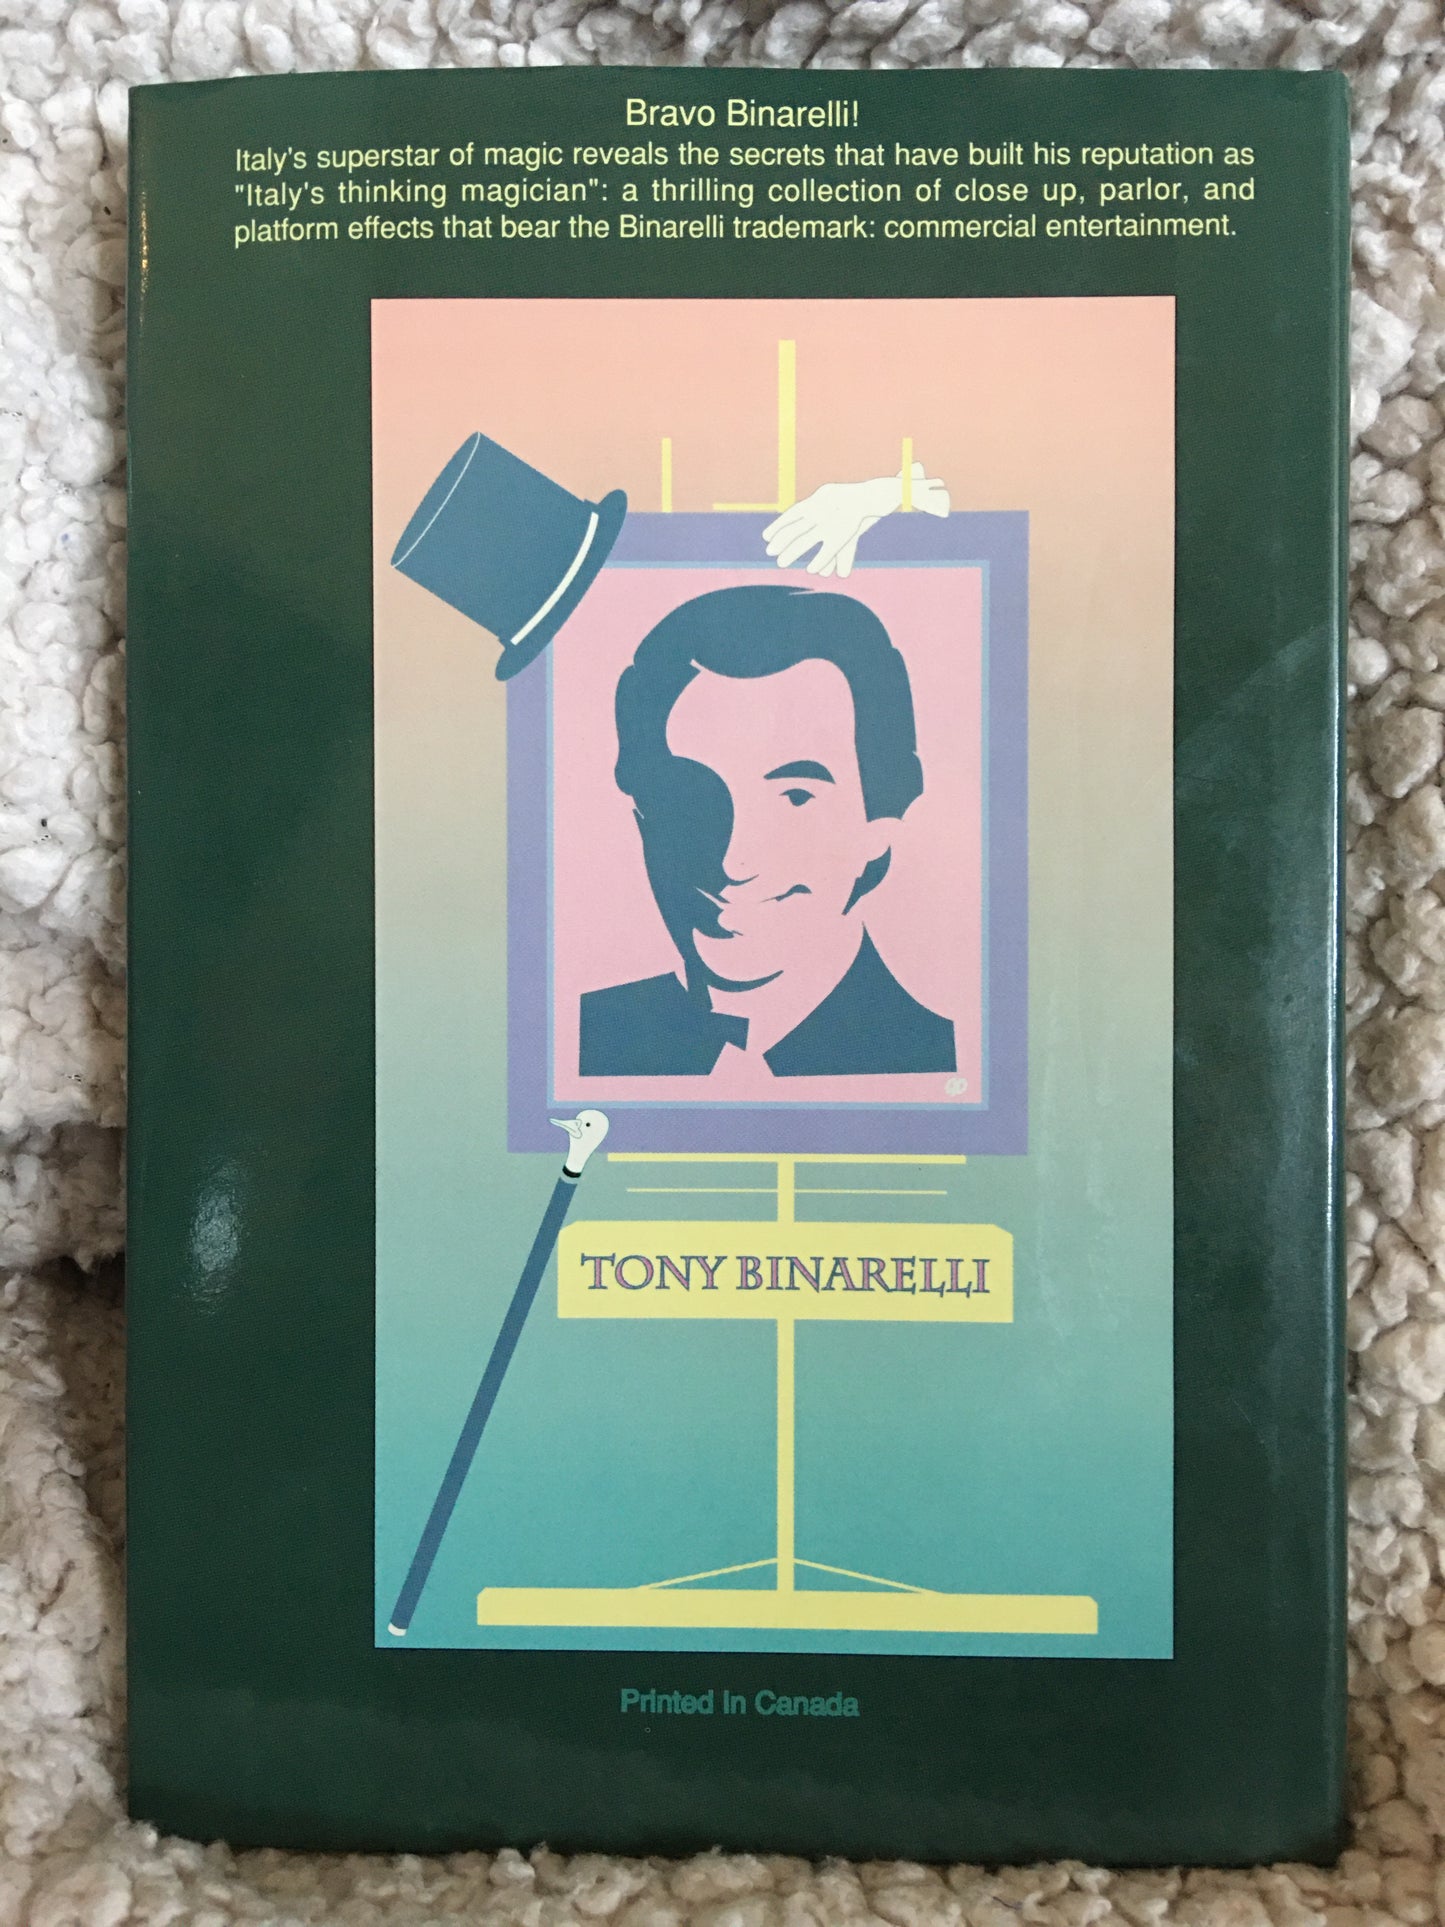 Bravo Binarelli!
Italy's superstar of magic reveals the secrets that have built his reputation as
"Italy's thinking magician": a thrilling collection of close up, parlor, and
platform effects that bear the Binarelli trademark: commercial entertainment.
TONY BINARELLI
Printed in Canada